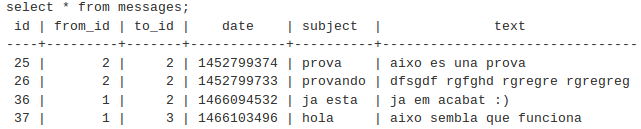 select * from messages;
id | from_id | to_id | date | subject | text
----+---------+-------+------------+----------+---------------------------------
25 | 2 | 2 | 1452799374 | prova | aixo es una prova
26 | 2 | 2 | 1452799733 | provando | dfsgdf rgfghd rgregre rgregreg
36 | 1 | 2 | 1466094532 | ja esta | ja em acabat :)
37 | 1 | 3 | 1466103496 | hola | aixo sembla que funciona